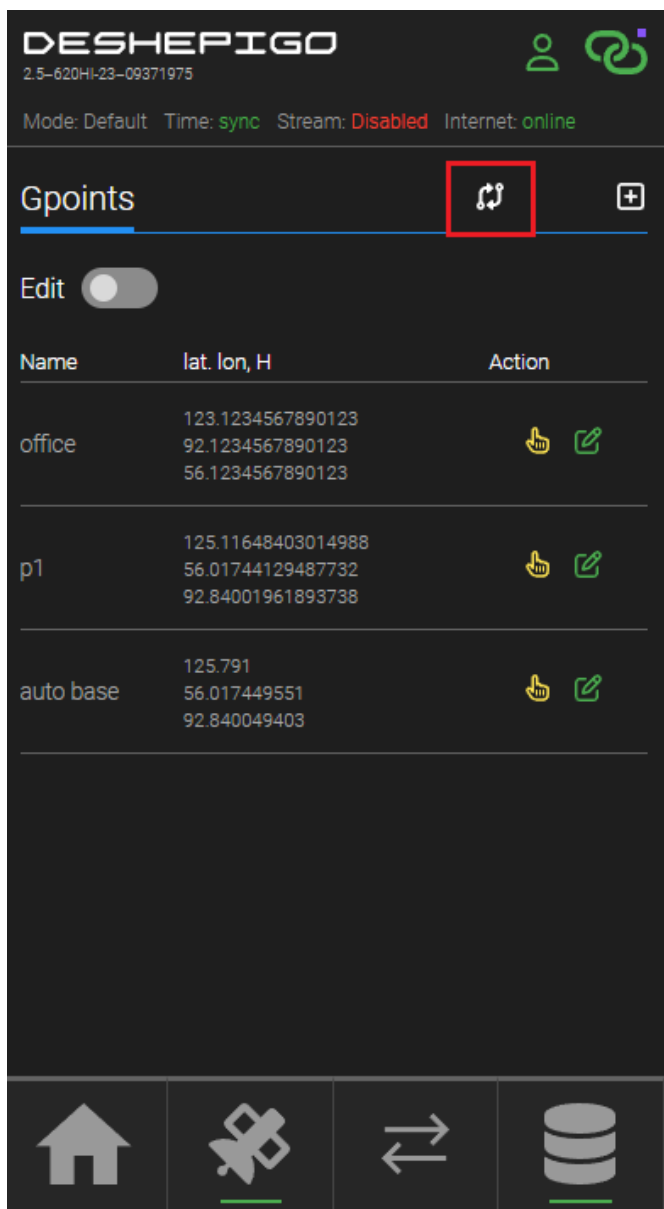 DESHEPIGO
2.5–620HI-23–09371975
Mode: Default Time: sync Stream: Disabled Internet: online
Gpoints
Edit
Name lat. lon, H Action
office
123.1234567890123
92.1234567890123
56.1234567890123
p1
125.11648403014988
56.01744129487732
92.84001961893738
auto base
125.791
56.017449551
92.840049403